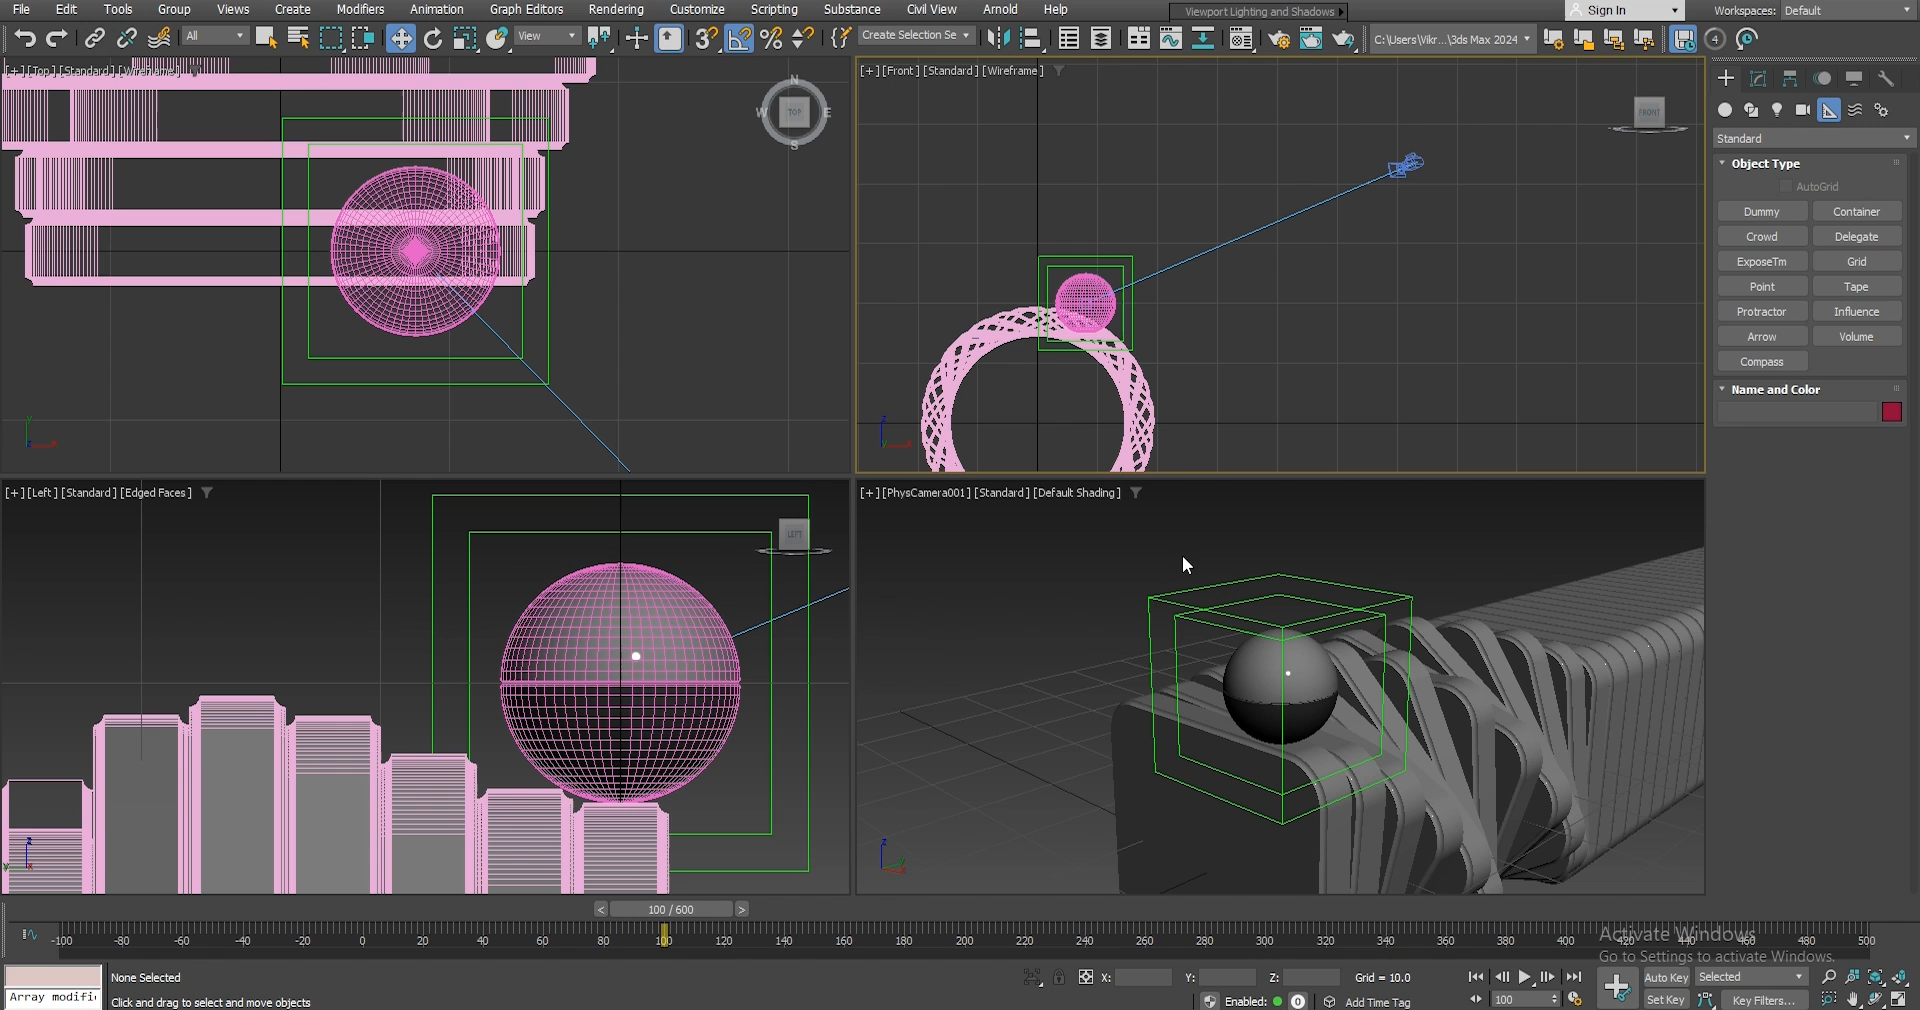 File Edit Tools Group Views Create Modifiers Animation Graph Editors Rendering Customize Scripting Substance Civil View Arnold Help
Viewport Lighting and Shadows
Sign In
Workspaces: Default
All
View
Create Selection Se
C:\Users\Vikr...\3ds Max 2024
4
[+] [Top] [Standard] [Wireframe]
N
W TOP E
S
[+] [Front] [Standard] [Wireframe]
FRONT
Standard
Object Type
AutoGrid
Dummy Container
Crowd Delegate
ExposeTm Grid
Point Tape
Protractor Influence
Arrow Volume
Compass
Name and Color
[+] [Left] [Standard] [Edged Faces]
LEFT
[+] [PhysCamera001] [Standard] [Default Shading]
< 100 / 600 >
-100 -80 -60 -40 -20 0 20 40 60 80 100 120 140 160 180 200 220 240 260 280 300 320 340 360 380 400 420 440 460 480 500
Activate Windows
Go to Settings to activate Windows.
None Selected
X: Y: Z: Grid = 10.0
Auto Key Selected
Array modifi
Click and drag to select and move objects
Enabled: 0 Add Time Tag
100
Set Key Key Filters...